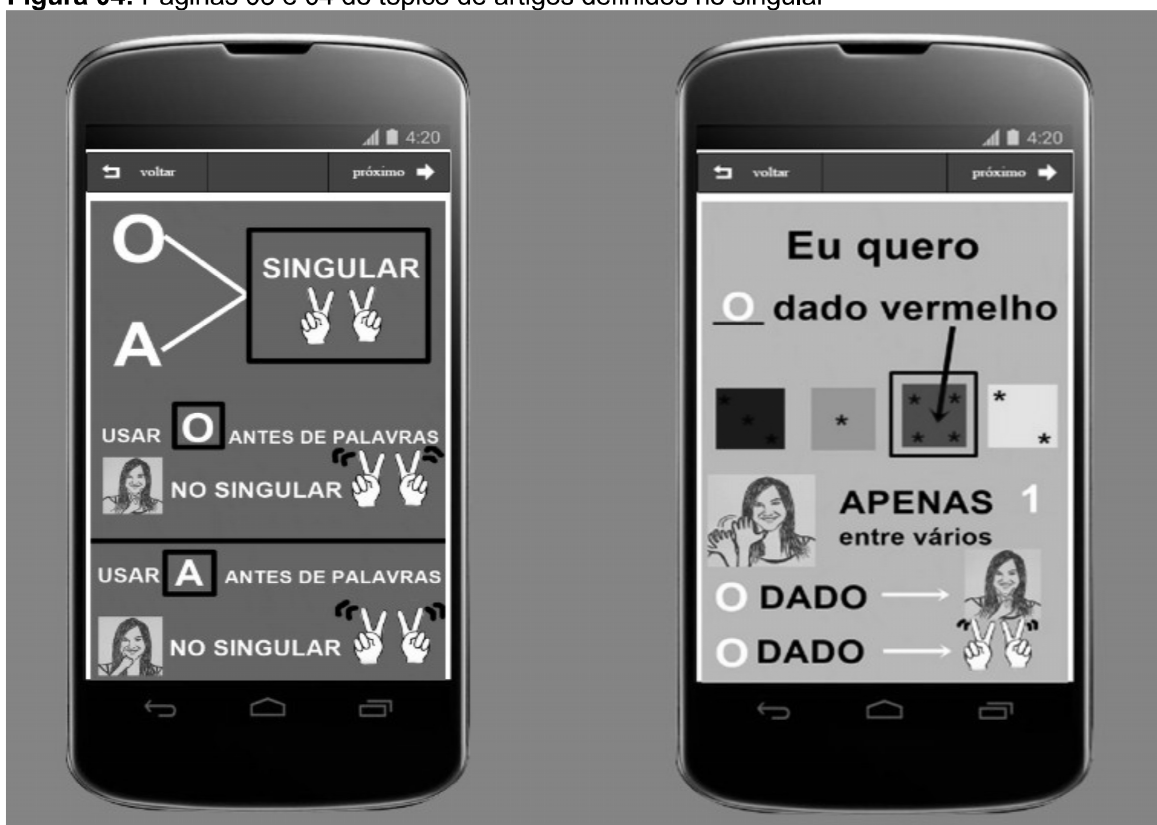 Figura 04: Páginas 03 e 04 do tópico de artigos definidos no singular
4:20
voltar
próximo
O
A
SINGULAR
USAR O ANTES DE PALAVRAS
NO SINGULAR
USAR A ANTES DE PALAVRAS
NO SINGULAR
4:20
voltar
próximo
Eu quero
O dado vermelho
* * * * * * * * * *
APENAS 1
entre vários
O DADO
O DADO